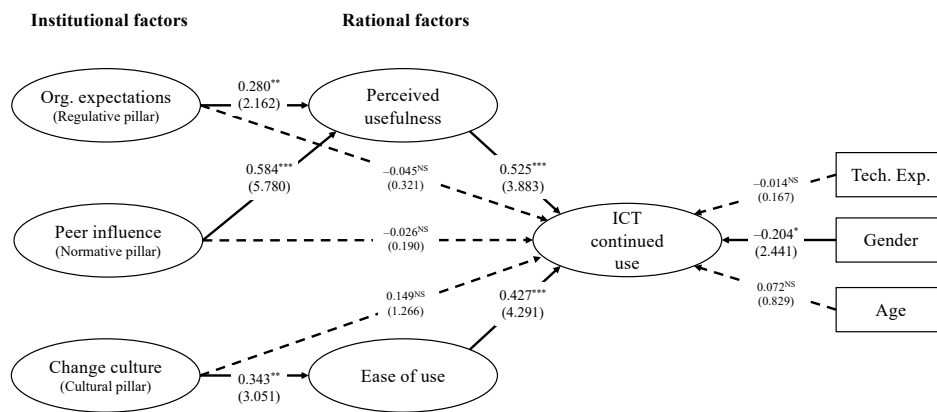 Institutional factors
Rational factors
Org. expectations
(Regulative pillar)
0.280**
(2.162)
Perceived
usefulness
0.584***
(5.780)
−0.045NS
(0.321)
0.525***
(3.883)
−0.014NS
(0.167)
Tech. Exp.
Peer influence
(Normative pillar)
−0.026NS
(0.190)
ICT
continued
use
−0.204*
(2.441)
Gender
0.149NS
(1.266)
0.427***
(4.291)
0.072NS
(0.829)
Age
Change culture
(Cultural pillar)
0.343**
(3.051)
Ease of use